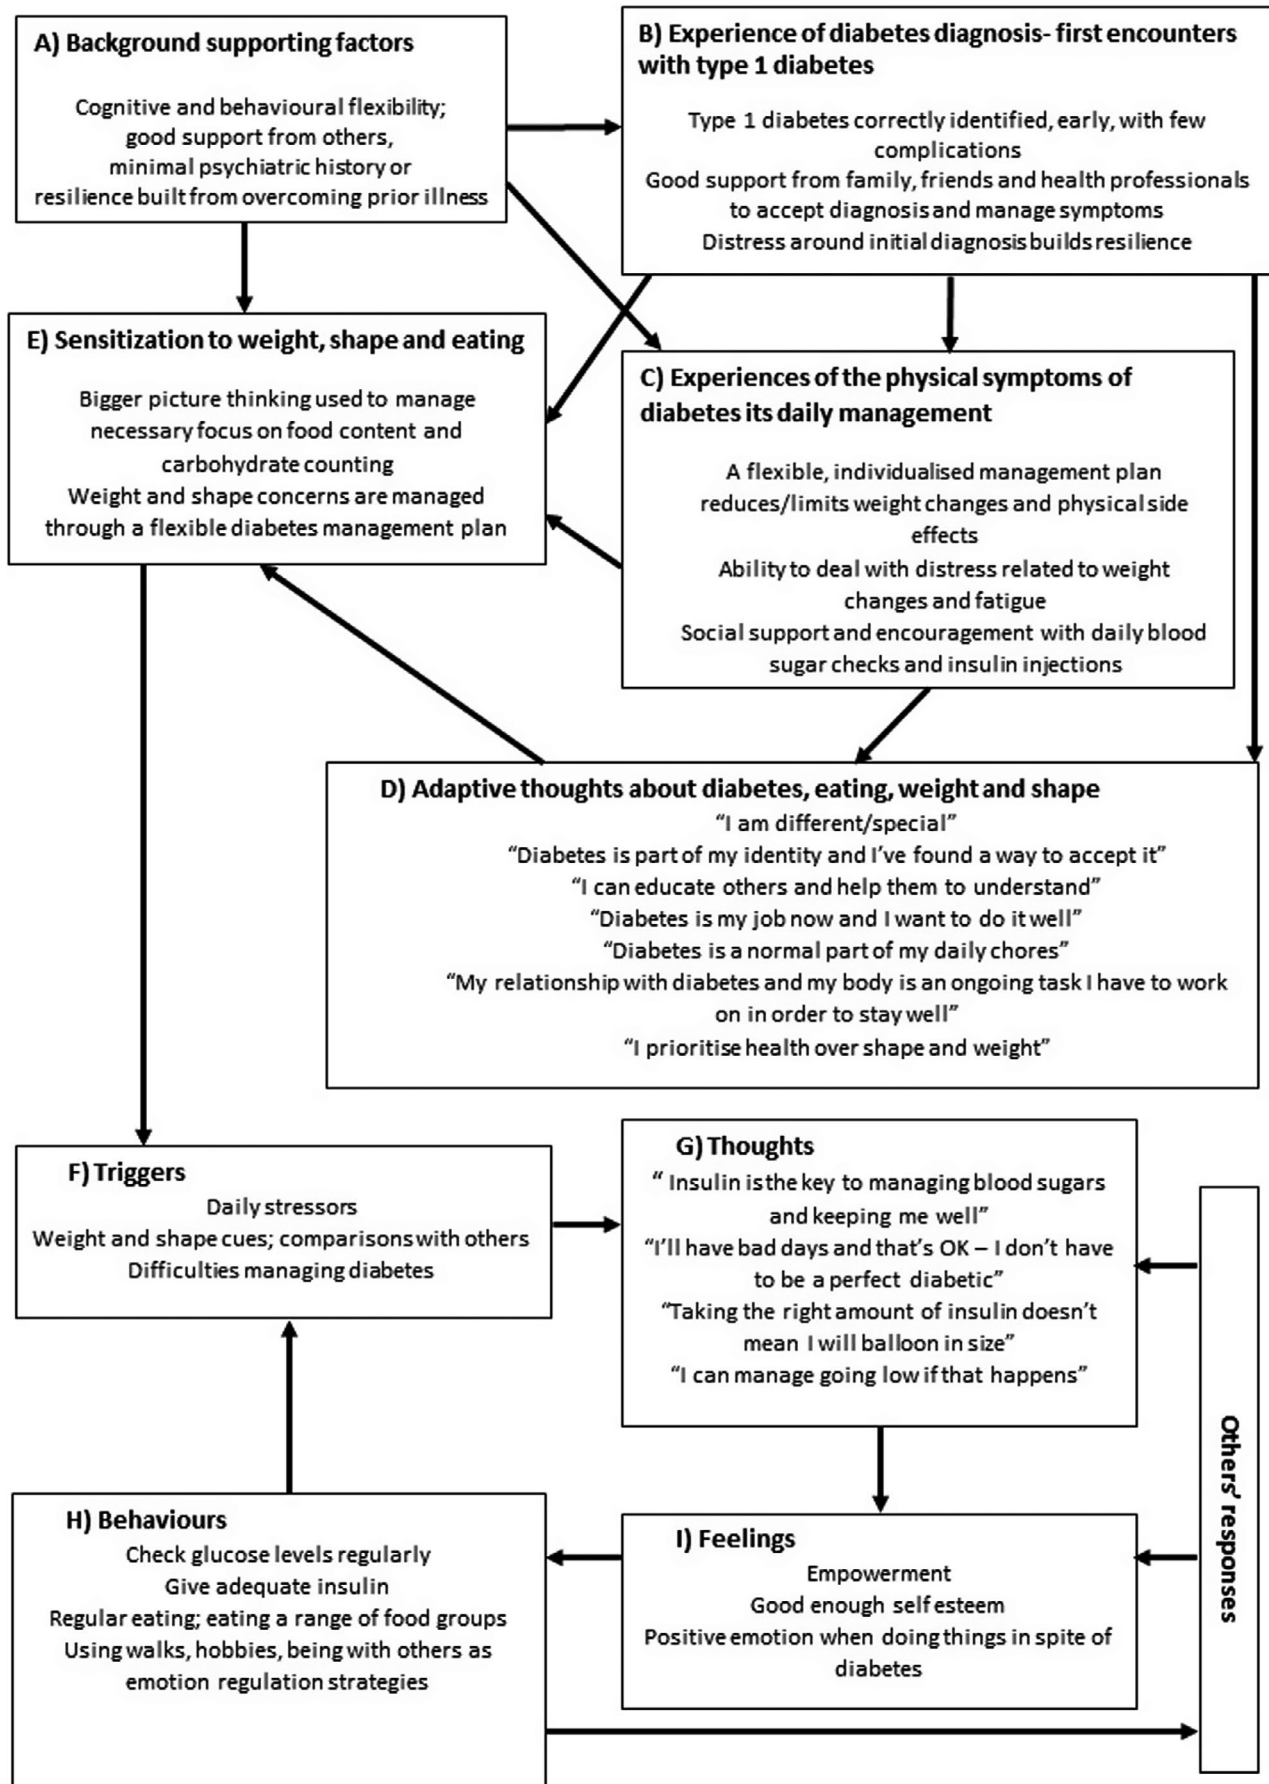 A) Background supporting factors
Cognitive and behavioural flexibility;
good support from others,
minimal psychiatric history or
resilience built from overcoming prior illness
B) Experience of diabetes diagnosis- first encounters
with type 1 diabetes
Type 1 diabetes correctly identified, early, with few
complications
Good support from family, friends and health professionals
to accept diagnosis and manage symptoms
Distress around initial diagnosis builds resilience
E) Sensitization to weight, shape and eating
Bigger picture thinking used to manage
necessary focus on food content and
carbohydrate counting
Weight and shape concerns are managed
through a flexible diabetes management plan
C) Experiences of the physical symptoms of
diabetes its daily management
A flexible, individualised management plan
reduces/limits weight changes and physical side
effects
Ability to deal with distress related to weight
changes and fatigue
Social support and encouragement with daily blood
sugar checks and insulin injections
D) Adaptive thoughts about diabetes, eating, weight and shape
“I am different/special”
“Diabetes is part of my identity and I’ve found a way to accept it”
“I can educate others and help them to understand”
“Diabetes is my job now and I want to do it well”
“Diabetes is a normal part of my daily chores”
“My relationship with diabetes and my body is an ongoing task I have to work
on in order to stay well”
“I prioritise health over shape and weight”
F) Triggers
Daily stressors
Weight and shape cues; comparisons with others
Difficulties managing diabetes
G) Thoughts
“ Insulin is the key to managing blood sugars
and keeping me well”
“I’ll have bad days and that’s OK – I don’t have
to be a perfect diabetic”
“Taking the right amount of insulin doesn’t
mean I will balloon in size”
“I can manage going low if that happens”
Others’ responses
H) Behaviours
Check glucose levels regularly
Give adequate insulin
Regular eating; eating a range of food groups
Using walks, hobbies, being with others as
emotion regulation strategies
I) Feelings
Empowerment
Good enough self esteem
Positive emotion when doing things in spite of
diabetes